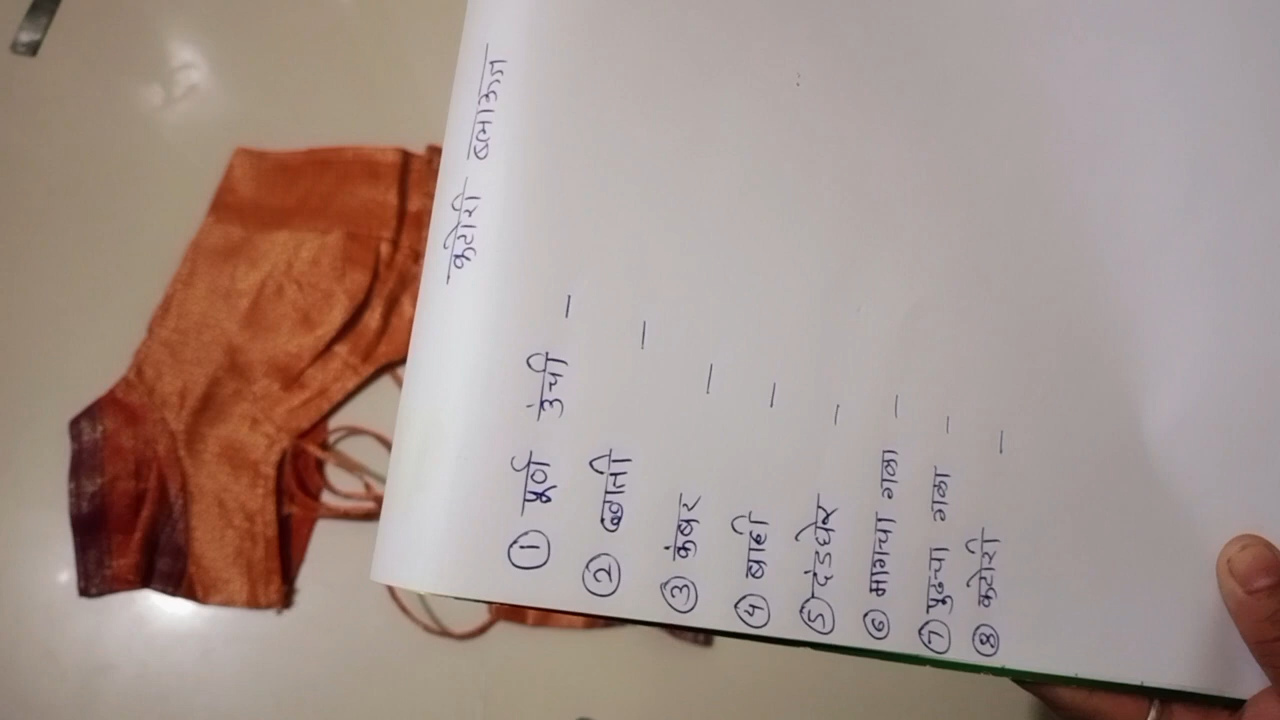 कटोरी ब्लाऊज
① पूर्ण उंची —
② छाती —
③ कंबर —
④ बाही —
⑤ दंडघेर —
⑥ मागचा गळा —
⑦ पुढचा गळा —
⑧ कटोरी —